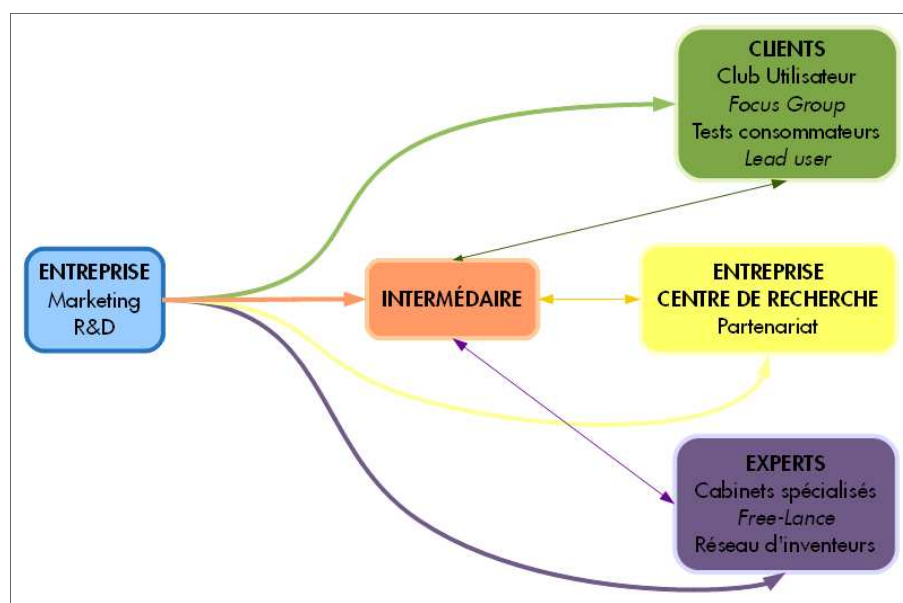 CLIENTS
Club Utilisateur
Focus Group
Tests consommateurs
Lead user
ENTREPRISE
Marketing
R&D
INTERMÉDAIRE
ENTREPRISE
CENTRE DE RECHERCHE
Partenariat
EXPERTS
Cabinets spécialisés
Free-Lance
Réseau d'inventeurs